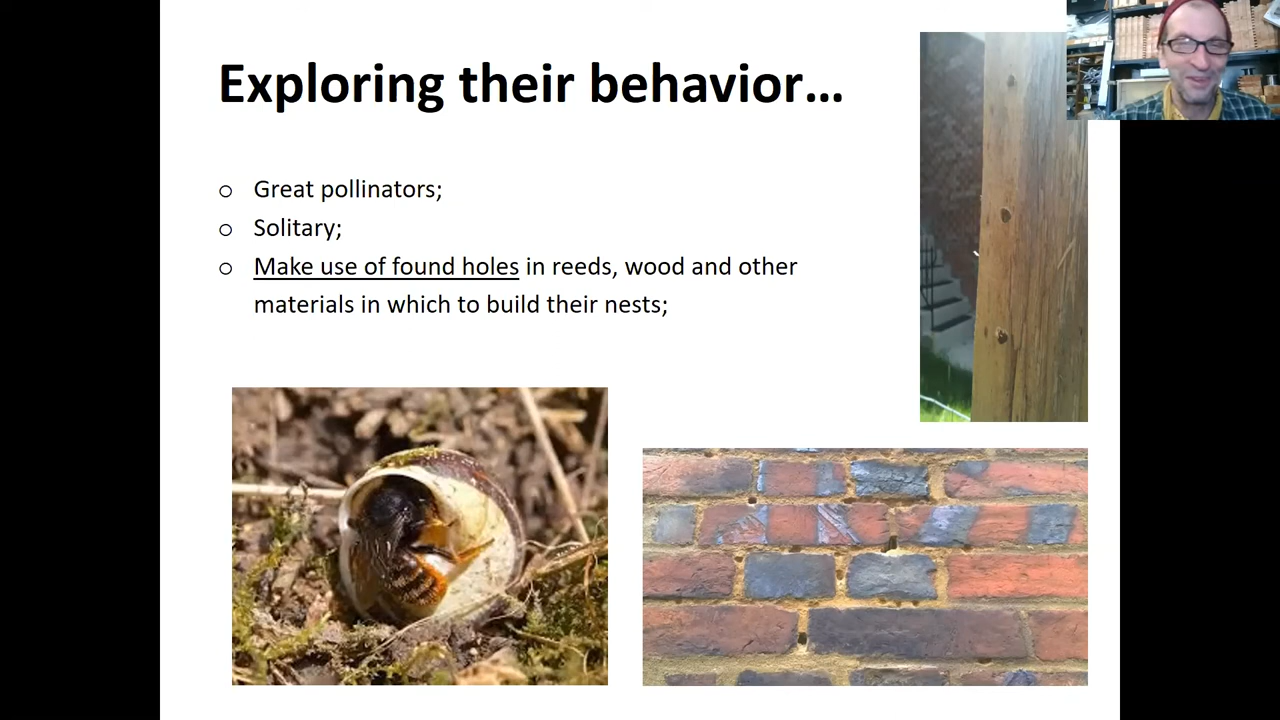 Exploring their behavior...
Great pollinators;
Solitary;
Make use of found holes in reeds, wood and other
materials in which to build their nests;